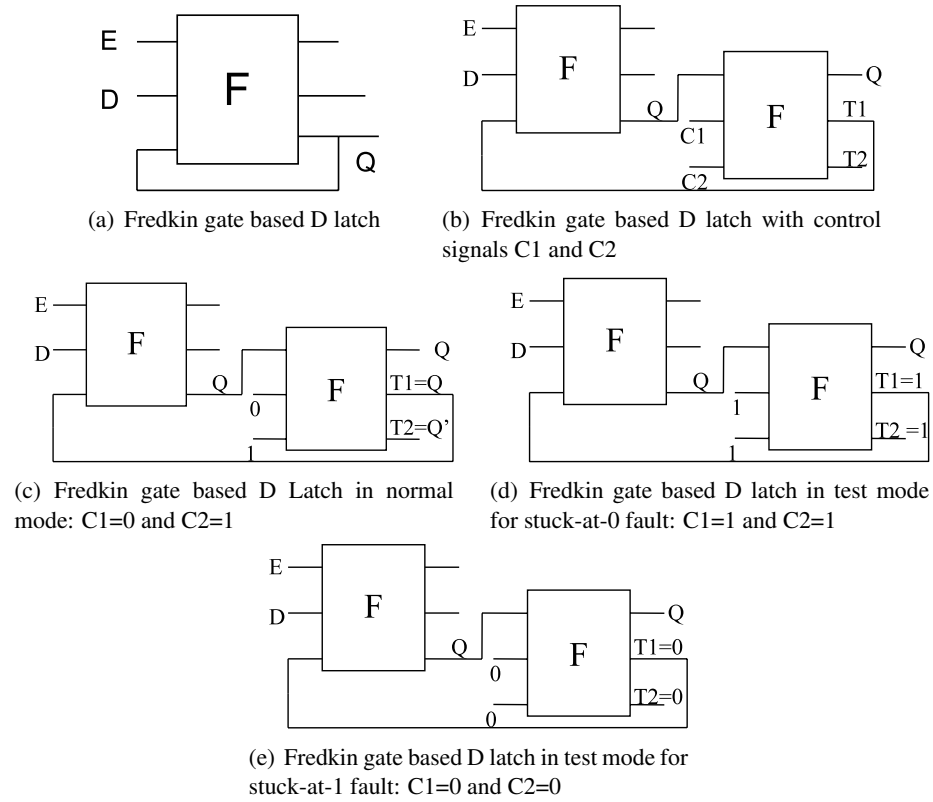 E
D
F
Q
(a) Fredkin gate based D latch
E
D
F
Q
C1
C2
F
Q
T1
T2
(b) Fredkin gate based D latch with control
signals C1 and C2
E
D
F
Q
0
1
F
Q
T1=Q
T2=Q'
(c) Fredkin gate based D Latch in normal
mode: C1=0 and C2=1
E
D
F
Q
1
1
F
Q
T1=1
T2 =1
(d) Fredkin gate based D latch in test mode
for stuck-at-0 fault: C1=1 and C2=1
E
D
F
Q
0
0
F
Q
T1=0
T2=0
(e) Fredkin gate based D latch in test mode for
stuck-at-1 fault: C1=0 and C2=0